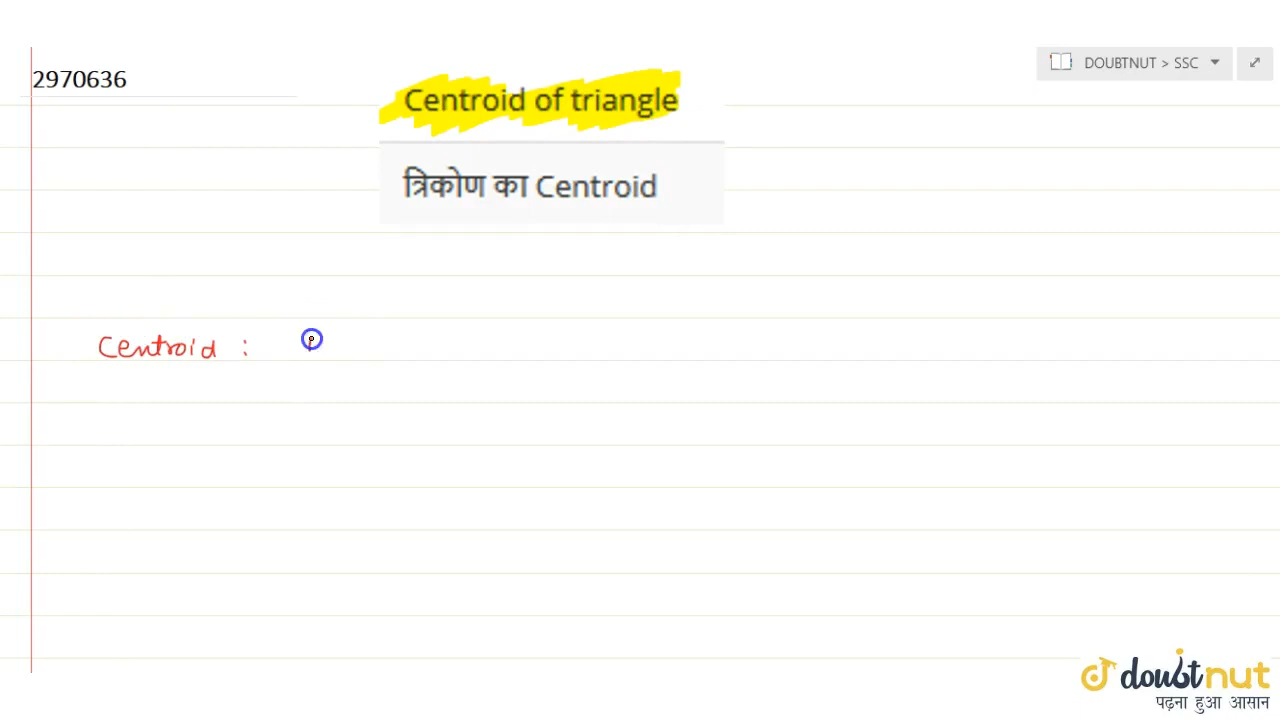 2970636
DOUBTNUT > SSC
Centroid of triangle
त्रिकोण का Centroid
Centroid :
doubtnut
पढ़ना हुआ आसान